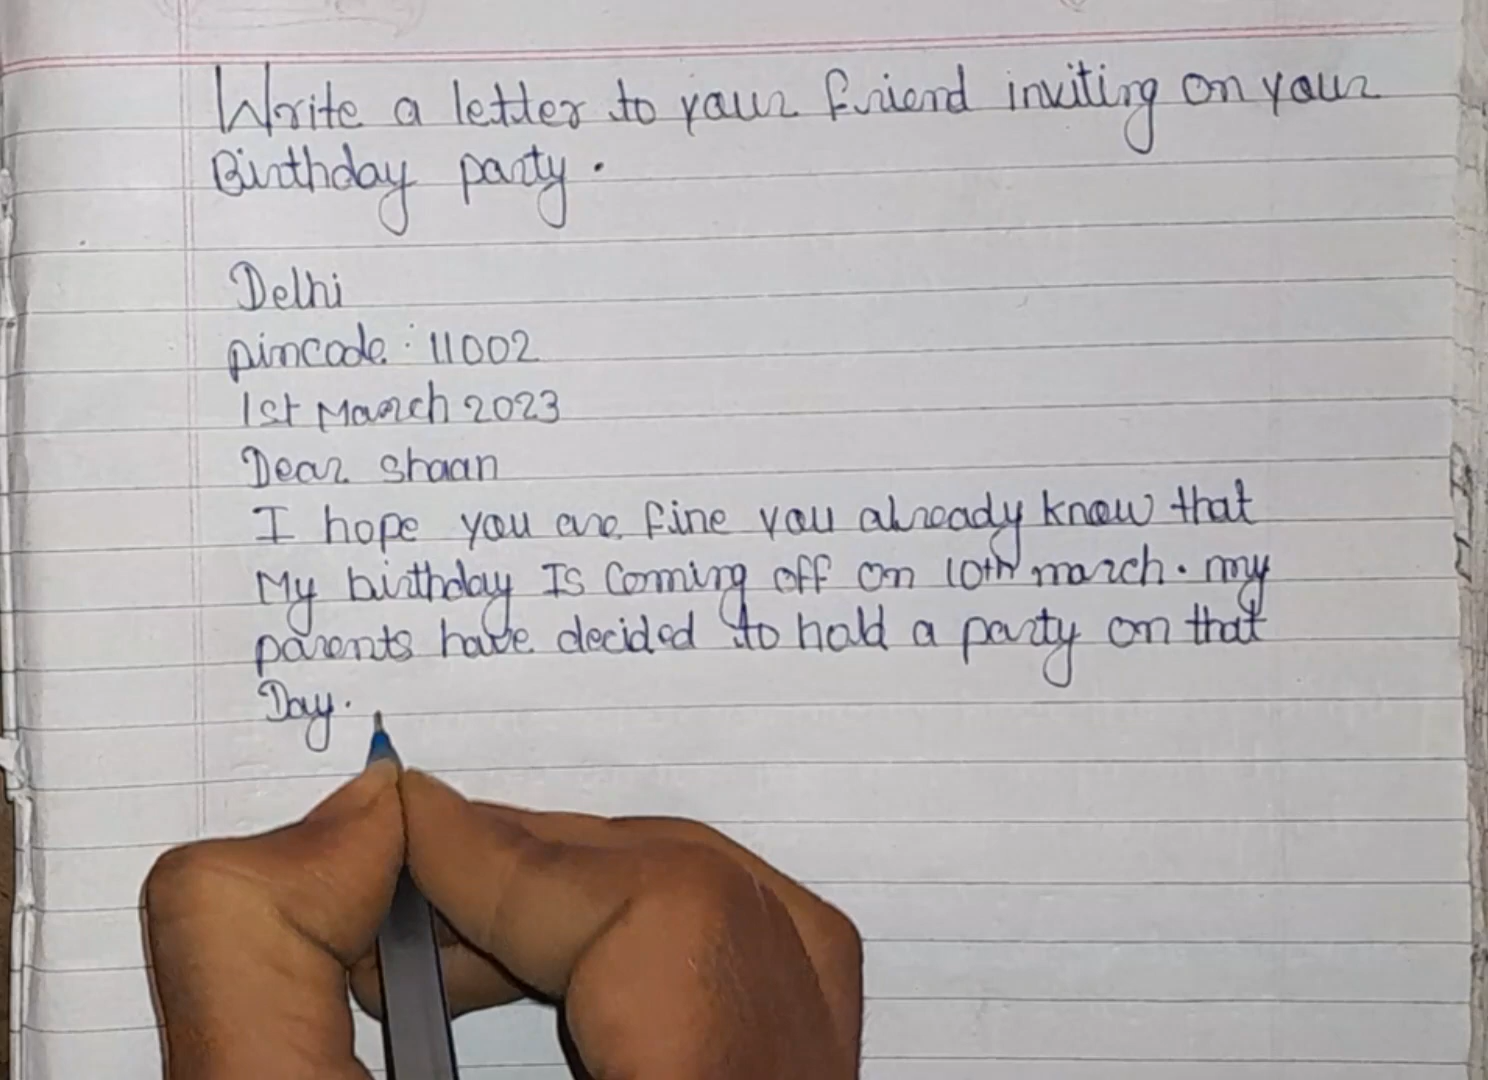 Write a letter to your friend inviting on your
Birthday party.
Delhi
pincode : 11002
1st March 2023
Dear shaan
I hope you are fine you already know that
My birthday Is Coming off on 10th march. my
parents have decided to hold a party on that
Day.